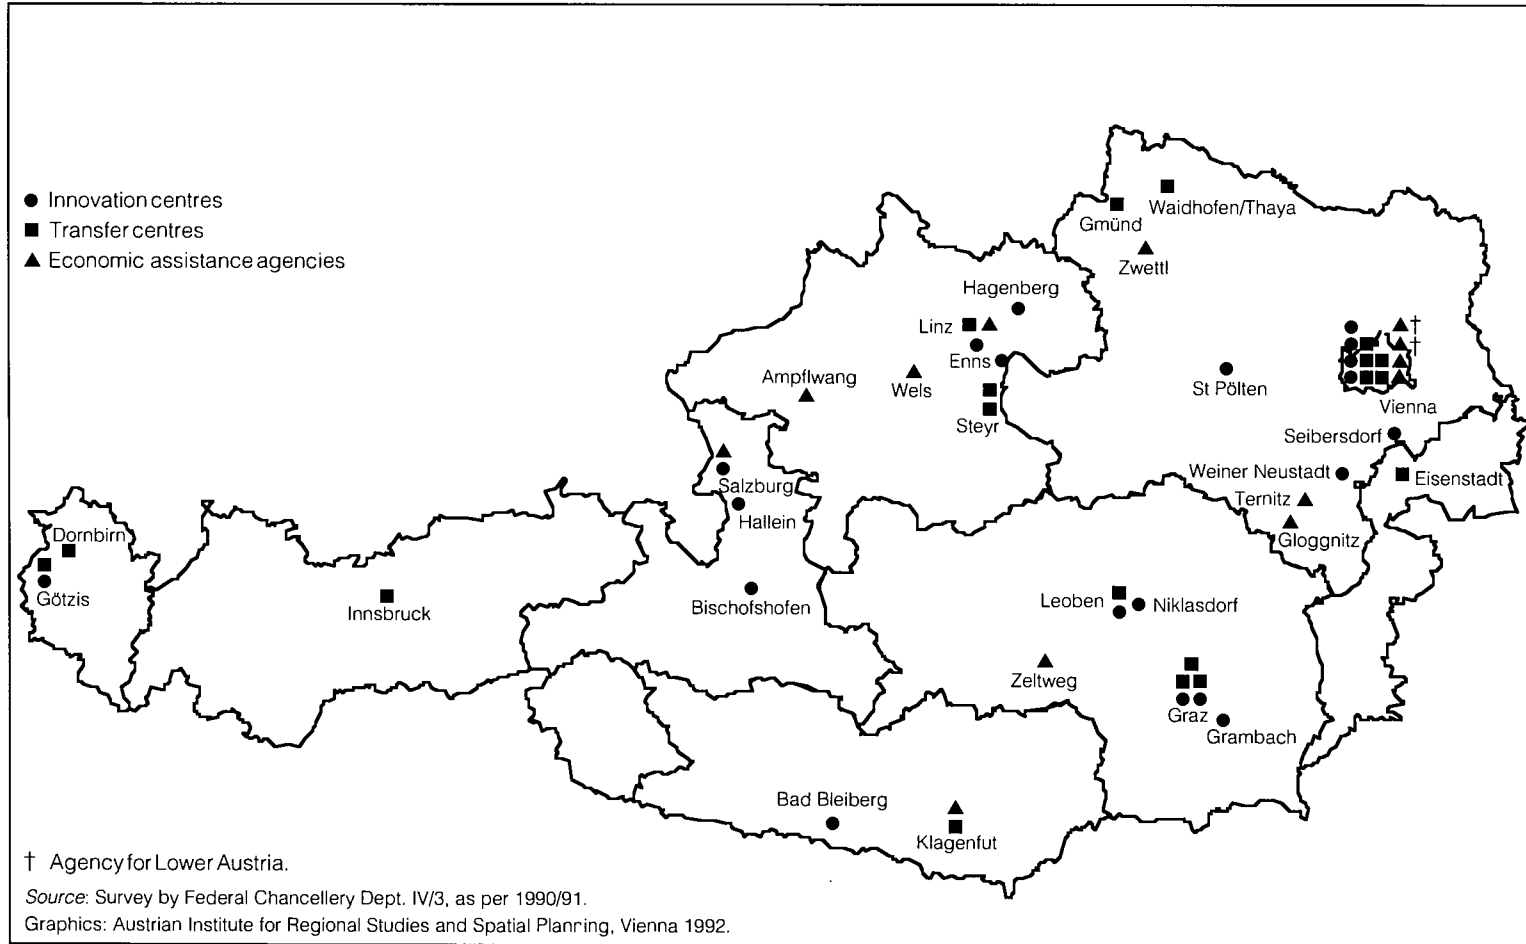 Innovation centres
Transfer centres
Economic assistance agencies
Waidhofen/Thaya
Gmünd
Zwettl
Hagenberg
Linz
†
†
Enns
Ampflwang
Wels
St Pölten
Vienna
Steyr
Seibersdorf
Weiner Neustadt
Eisenstadt
Salzburg
Ternitz
Hallein
Gloggnitz
Dornbirn
Götzis
Innsbruck
Bischofshofen
Leoben
Niklasdorf
Zeltweg
Graz
Grambach
Bad Bleiberg
Klagenfut
† Agency for Lower Austria.
Source: Survey by Federal Chancellery Dept. IV/3, as per 1990/91.
Graphics: Austrian Institute for Regional Studies and Spatial Planning, Vienna 1992.